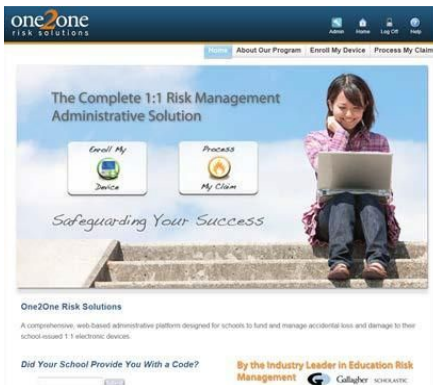 one2one
risk solutions
Admin Home Log Off Help
Home About Our Program Enroll My Device Process My Claim
The Complete 1:1 Risk Management
Administrative Solution
Enroll My
Device
Process
My Claim
Safeguarding Your Success
One2One Risk Solutions
A comprehensive, web-based administrative platform designed for schools to fund and manage accidental loss and damage to their
school-issued 1:1 electronic devices.
Did Your School Provide You With a Code?
By the Industry Leader in Education Risk
Management
Gallagher SCHOLASTIC